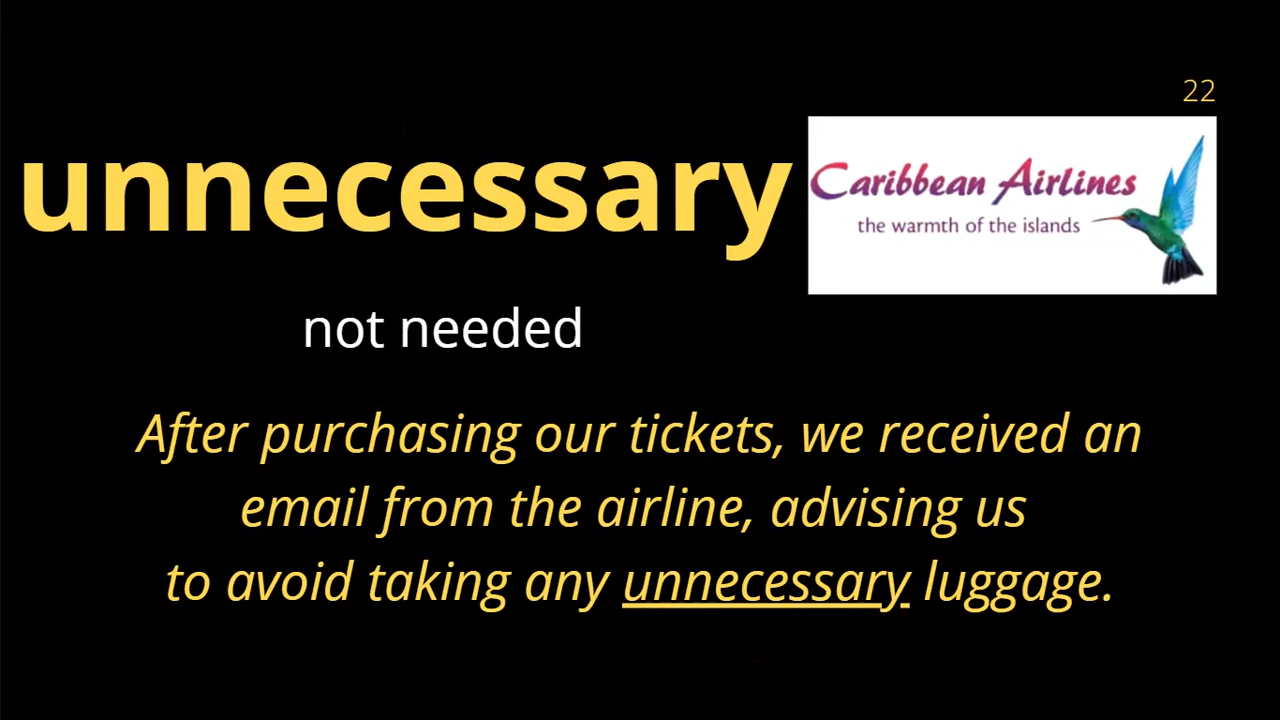 22
unnecessary
Caribbean Airlines
the warmth of the islands
not needed
After purchasing our tickets, we received an
email from the airline, advising us
to avoid taking any unnecessary luggage.